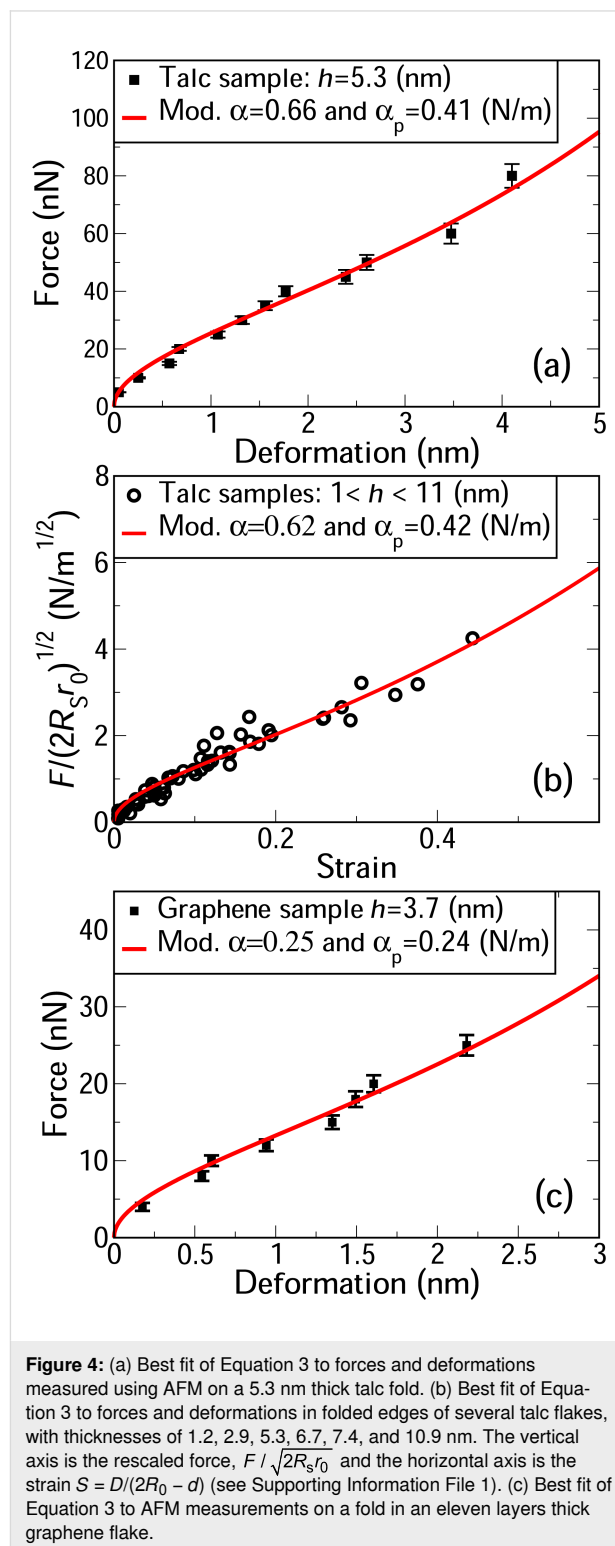 120
100
80
60
40
20
0
Force (nN)
Talc sample: h=5.3 (nm)
Mod. α=0.66 and αp=0.41 (N/m)
(a)
0 1 2 3 4 5
Deformation (nm)
8
6
4
2
0
F/(2Rsr0)^1/2 (N/m^1/2)
Talc samples: 1< h < 11 (nm)
Mod. α=0.62 and αp=0.42 (N/m)
(b)
0 0.2 0.4
Strain
40
30
20
10
0
Force (nN)
Graphene sample h=3.7 (nm)
Mod. α=0.25 and αp=0.24 (N/m)
(c)
0 0.5 1 1.5 2 2.5 3
Deformation (nm)
Figure 4: (a) Best fit of Equation 3 to forces and deformations
measured using AFM on a 5.3 nm thick talc fold. (b) Best fit of Equa-
tion 3 to forces and deformations in folded edges of several talc flakes,
with thicknesses of 1.2, 2.9, 5.3, 6.7, 7.4, and 10.9 nm. The vertical
axis is the rescaled force, F / √2Rsr0 and the horizontal axis is the
strain S = D/(2R0 − d) (see Supporting Information File 1). (c) Best fit of
Equation 3 to AFM measurements on a fold in an eleven layers thick
graphene flake.